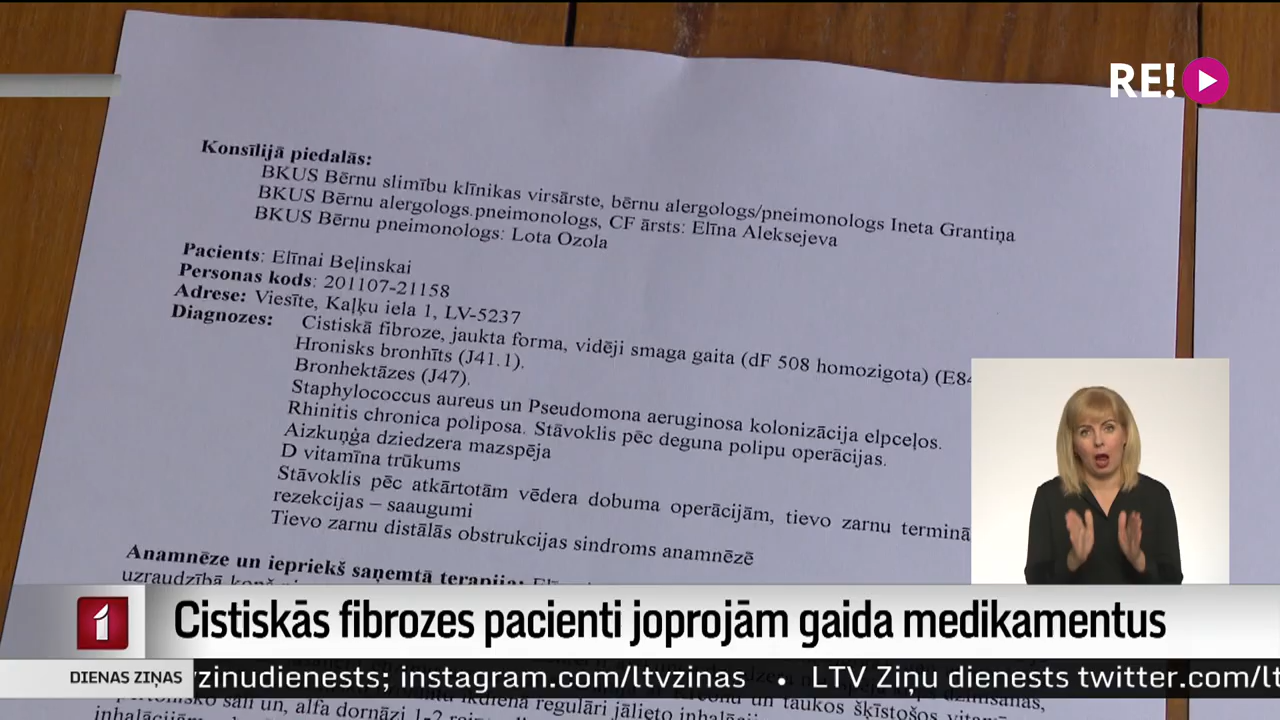 RE!
Konsīlijā piedalās:
BKUS Bērnu slimību klīnikas virsārste, bērnu alergologs/pneimonologs Ineta Grantiņa
BKUS Bērnu alergologs.pneimonologs, CF ārsts: Elīna Aleksejeva
BKUS Bērnu pneimonologs: Lota Ozola
Pacients: Elīnai Beļinskai
Personas kods: 201107-21158
Adrese: Viesīte, Kaļķu iela 1, LV-5237
Diagnozes: Cistiskā fibroze, jaukta forma, vidēji smaga gaita (dF 508 homozigota) (E84
Hronisks bronhīts (J41.1).
Bronhektāzes (J47).
Staphylococcus aureus un Pseudomona aeruginosa kolonizācija elpceļos.
Rhinitis chronica poliposa. Stāvoklis pēc deguna polipu operācijas.
Aizkuņģa dziedzera mazspēja
D vitamīna trūkums
Stāvoklis pēc atkārtotām vēdera dobuma operācijām, tievo zarnu terminā
rezekcijas – saaugumi
Tievo zarnu distālās obstrukcijas sindroms anamnēzē
Anamnēze un iepriekš saņemtā terapija:
uzraudzībā
1 Cistiskās fibrozes pacienti joprojām gaida medikamentus
DIENAS ZIŅAS vzinudienests; instagram.com/ltvzinas • LTV Ziņu dienests twitter.com/lt